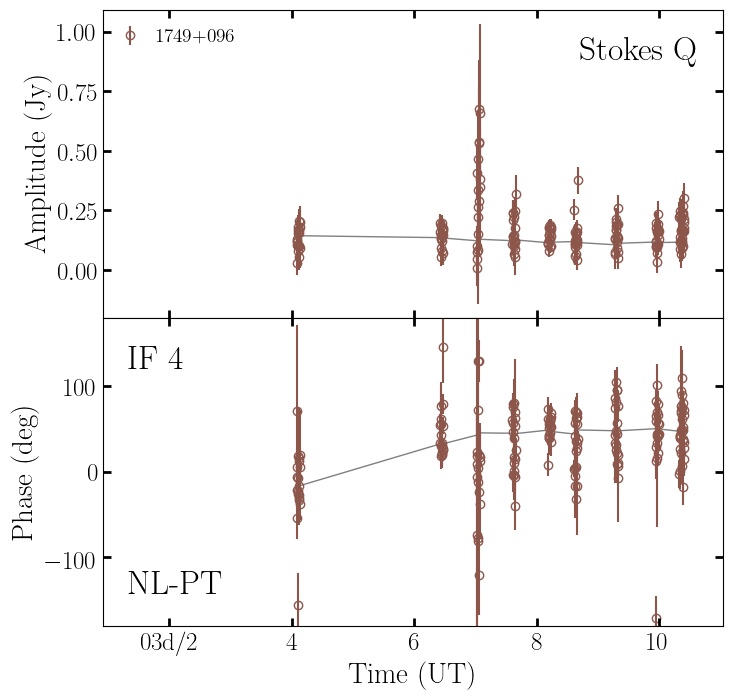 1749+096
Stokes Q
1.00
0.75
0.50
0.25
0.00
Amplitude (Jy)
IF 4
100
0
−100
Phase (deg)
NL-PT
03d/2
4
6
8
10
Time (UT)